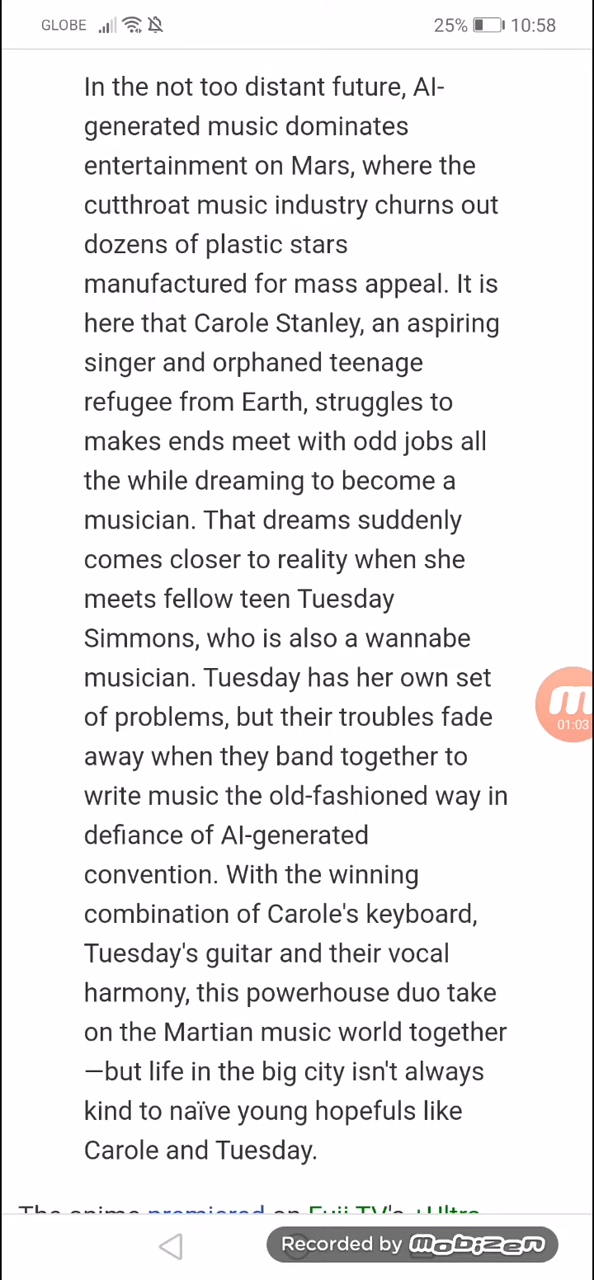 GLOBE 25% 10:58
In the not too distant future, AI-
generated music dominates
entertainment on Mars, where the
cutthroat music industry churns out
dozens of plastic stars
manufactured for mass appeal. It is
here that Carole Stanley, an aspiring
singer and orphaned teenage
refugee from Earth, struggles to
makes ends meet with odd jobs all
the while dreaming to become a
musician. That dreams suddenly
comes closer to reality when she
meets fellow teen Tuesday
Simmons, who is also a wannabe
musician. Tuesday has her own set
of problems, but their troubles fade
away when they band together to
write music the old-fashioned way in
defiance of AI-generated
convention. With the winning
combination of Carole's keyboard,
Tuesday's guitar and their vocal
harmony, this powerhouse duo take
on the Martian music world together
—but life in the big city isn't always
kind to naïve young hopefuls like
Carole and Tuesday.
The anime premiered on Fuji TV's +Ultra
m
01:03
Recorded by mobizen